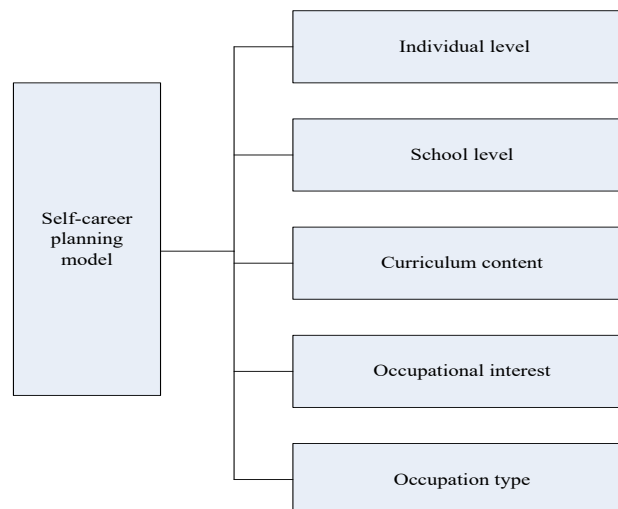 Self-career
planning
model
Individual level
School level
Curriculum content
Occupational interest
Occupation type